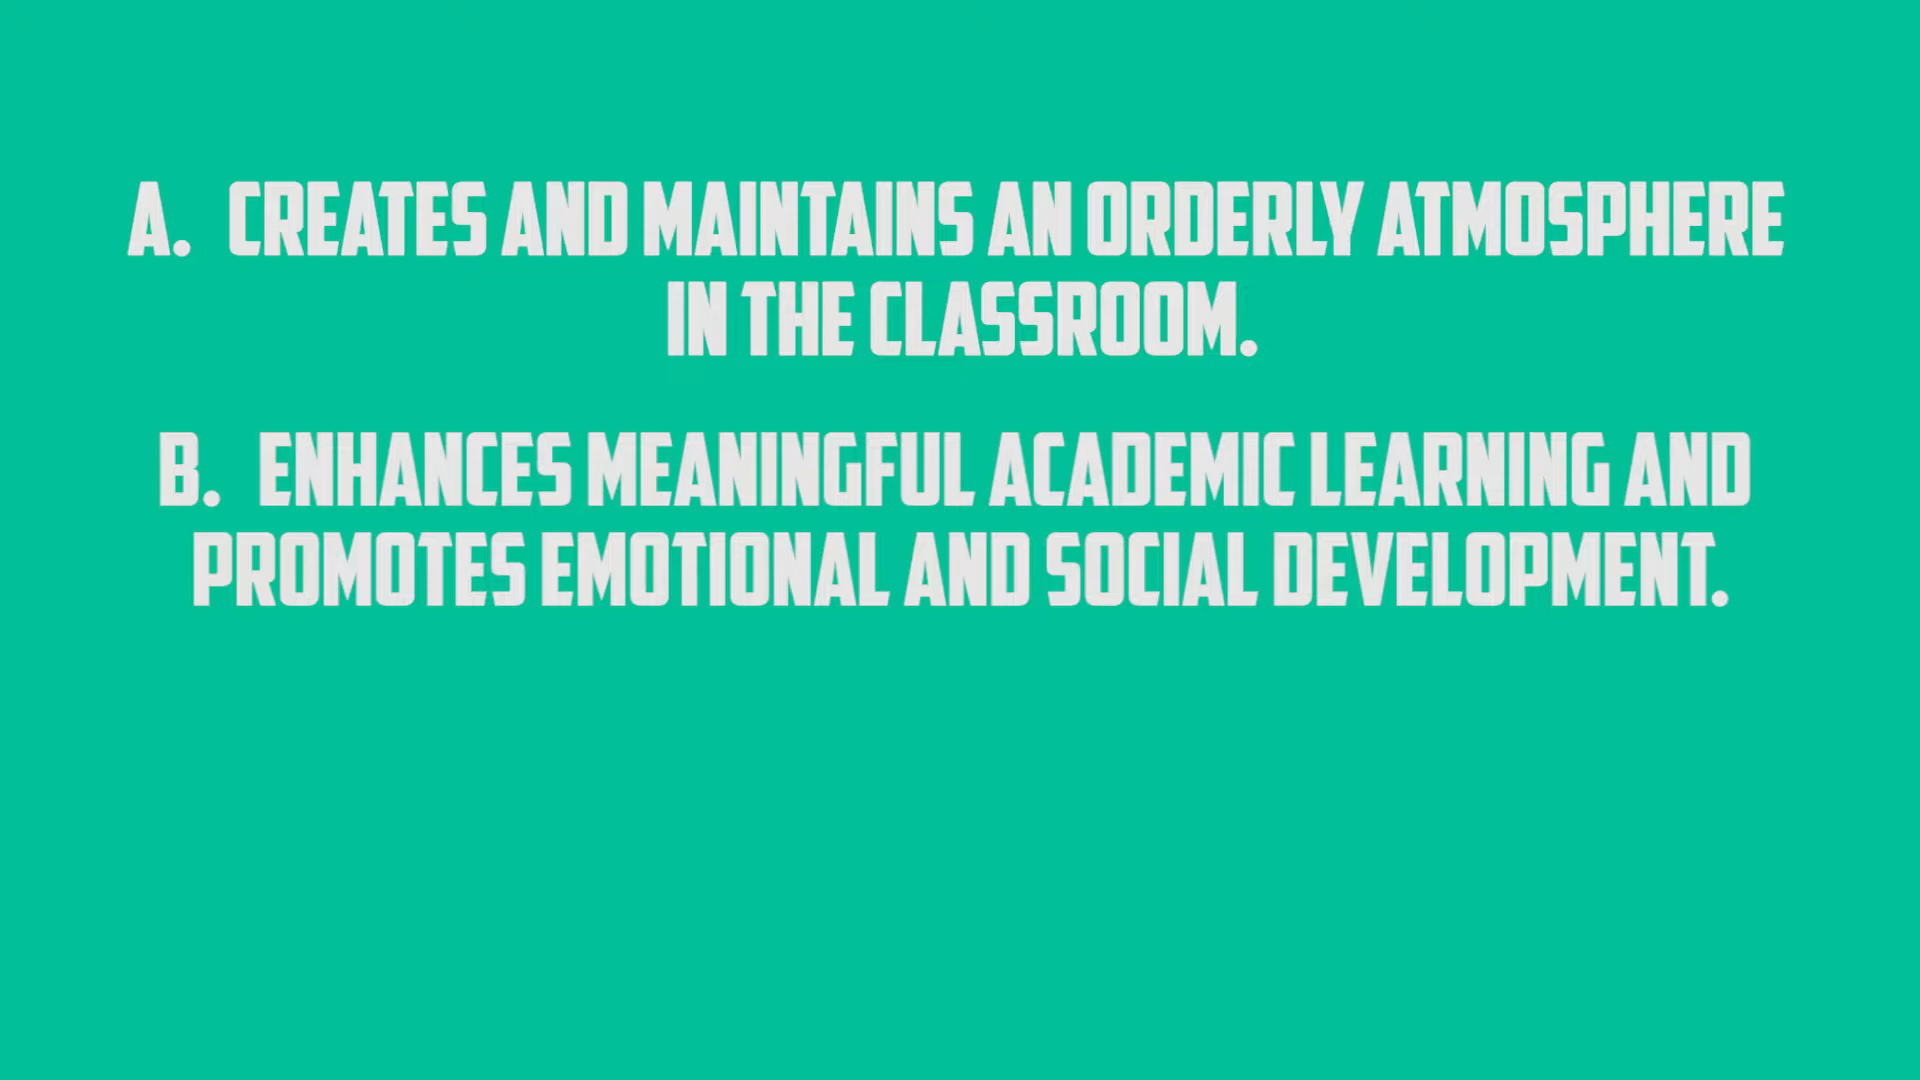 A. CREATES AND MAINTAINS AN ORDERLY ATMOSPHERE
IN THE CLASSROOM.
B. ENHANCES MEANINGFUL ACADEMIC LEARNING AND
PROMOTES EMOTIONAL AND SOCIAL DEVELOPMENT.